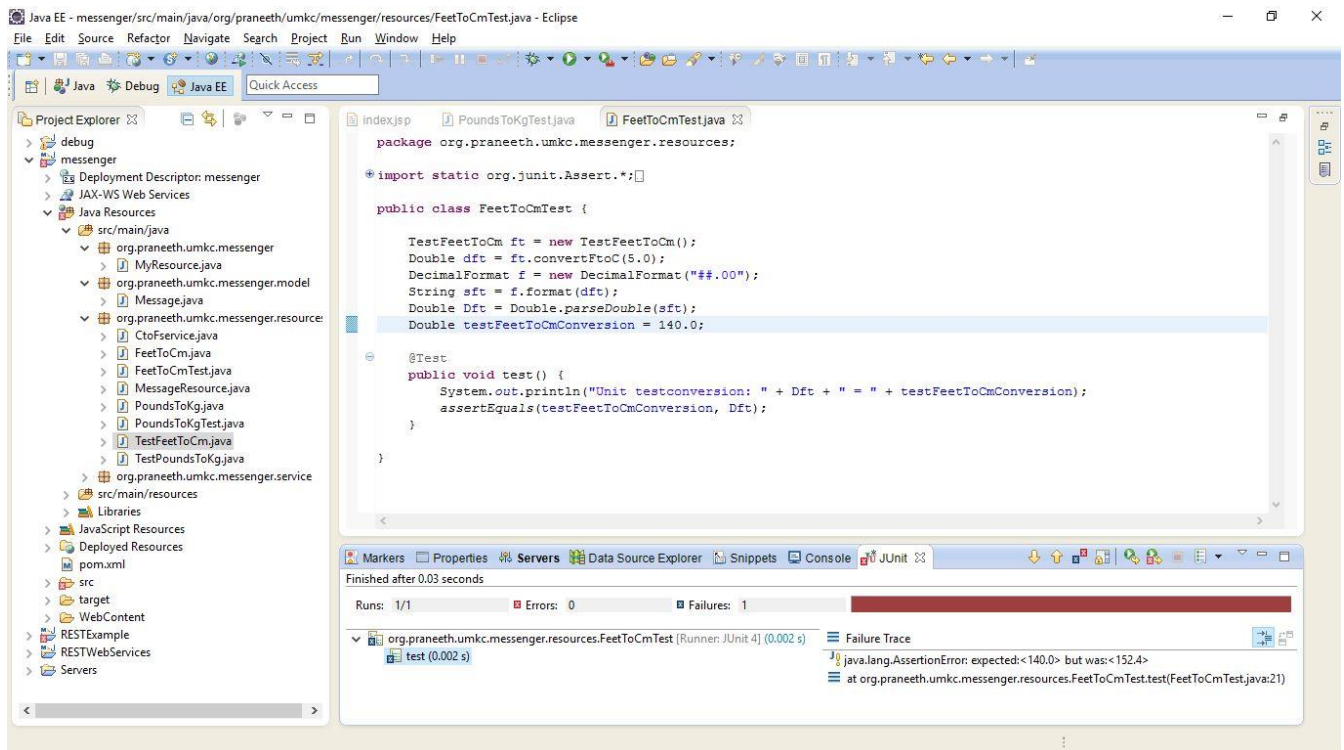 Java EE - messenger/src/main/java/org/praneeth/umkc/messenger/resources/FeetToCmTest.java - Eclipse
File Edit Source Refactor Navigate Search Project Run Window Help
Java Debug Java EE Quick Access
Project Explorer
debug
messenger
Deployment Descriptor: messenger
JAX-WS Web Services
Java Resources
src/main/java
org.praneeth.umkc.messenger
MyResource.java
org.praneeth.umkc.messenger.model
Message.java
org.praneeth.umkc.messenger.resource
CtoFservice.java
FeetToCm.java
FeetToCmTest.java
MessageResource.java
PoundsToKg.java
PoundsToKgTest.java
TestFeetToCm.java
TestPoundsToKg.java
org.praneeth.umkc.messenger.service
src/main/resources
Libraries
JavaScript Resources
Deployed Resources
pom.xml
src
target
WebContent
RESTExample
RESTWebServices
Servers
index.jsp PoundsToKgTest.java FeetToCmTest.java
package org.praneeth.umkc.messenger.resources;
import static org.junit.Assert.*;
public class FeetToCmTest {
TestFeetToCm ft = new TestFeetToCm();
Double dft = ft.convertFtoC(5.0);
DecimalFormat f = new DecimalFormat("##.00");
String sft = f.format(dft);
Double Dft = Double.parseDouble(sft);
Double testFeetToCmConversion = 140.0;
@Test
public void test() {
System.out.println("Unit testconversion: " + Dft + " = " + testFeetToCmConversion);
assertEquals(testFeetToCmConversion, Dft);
}
}
Markers Properties Servers Data Source Explorer Snippets Console JUnit
Finished after 0.03 seconds
Runs: 1/1 Errors: 0 Failures: 1
org.praneeth.umkc.messenger.resources.FeetToCmTest [Runner: JUnit 4] (0.002 s)
test (0.002 s)
Failure Trace
java.lang.AssertionError: expected:<140.0> but was:<152.4>
at org.praneeth.umkc.messenger.resources.FeetToCmTest.test(FeetToCmTest.java:21)